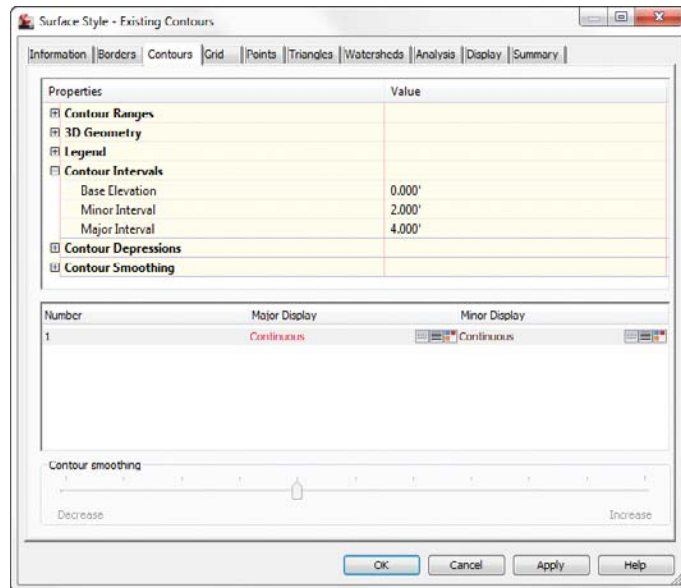 Surface Style - Existing Contours
Information Borders Contours Grid Points Triangles Watersheds Analysis Display Summary
Properties Value
Contour Ranges
3D Geometry
Legend
Contour Intervals
Base Elevation 0.000'
Minor Interval 2.000'
Major Interval 4.000'
Contour Depressions
Contour Smoothing
Number Major Display Minor Display
1 Continuous Continuous
Contour smoothing
Decrease Increase
OK Cancel Apply Help